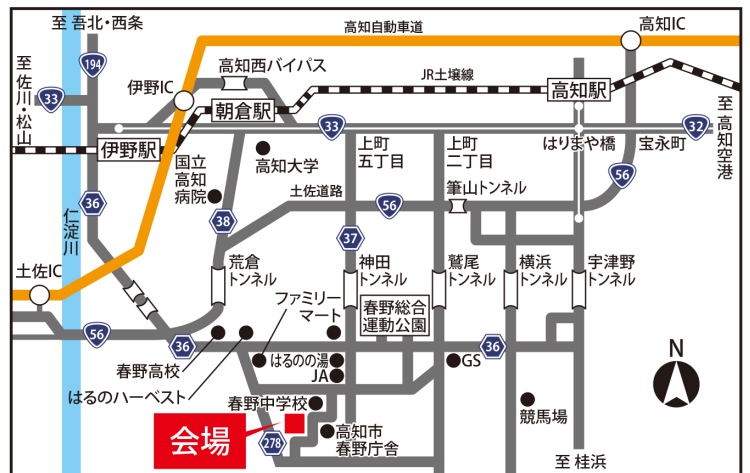 至 吾北・西条
高知自動車道
高知IC
194
至 佐川・松山
33
伊野IC
高知西バイパス
JR土壌線
高知駅
朝倉駅
至 高知空港
伊野駅
33
はりまや橋
宝永町
32
国立
高知
病院
高知大学
上町
五丁目
上町
二丁目
土佐道路
56
筆山トンネル
56
36
仁淀川
38
37
土佐IC
荒倉
トンネル
神田
トンネル
鷲尾
トンネル
横浜
トンネル
宇津野
トンネル
ファミリー
マート
春野総合
運動公園
56
36
36
春野高校
はるのの湯
JA
GS
はるのハーベスト
春野中学校
会場
278
高知市
春野庁舎
競馬場
至 桂浜
N